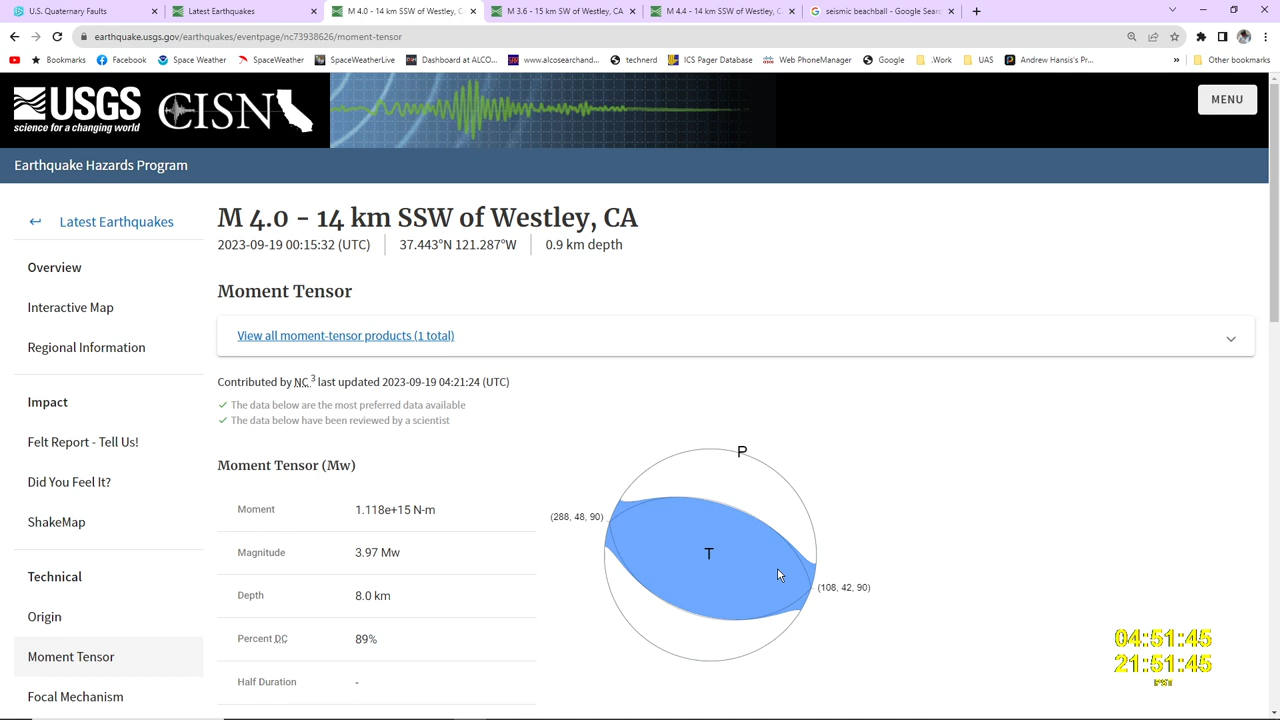 U.S. Quaternary Faults
Latest Earthquakes
M 4.0 - 14 km SSW of Westley, C
M 3.6 - 15 km SW of Westley, CA
M 4.4 - 14 km SSW of Westley, C
seismic beachball - Google Sear
earthquake.usgs.gov/earthquakes/eventpage/nc73938626/moment-tensor
Bookmarks
Facebook
Space Weather
SpaceWeather
SpaceWeatherLive
Dashboard at ALCO...
www.alcosearchand...
technerd
ICS Pager Database
Web PhoneManager
Google
.Work
UAS
Andrew Hansis's Pr...
»
Other bookmarks
USGS
science for a changing world
CISN
MENU
Earthquake Hazards Program
Latest Earthquakes
Overview
Interactive Map
Regional Information
Impact
Felt Report - Tell Us!
Did You Feel It?
ShakeMap
Technical
Origin
Moment Tensor
Focal Mechanism
M 4.0 - 14 km SSW of Westley, CA
2023-09-19 00:15:32 (UTC)
37.443°N 121.287°W
0.9 km depth
Moment Tensor
View all moment-tensor products (1 total)
Contributed by NC 3 last updated 2023-09-19 04:21:24 (UTC)
The data below are the most preferred data available
The data below have been reviewed by a scientist
Moment Tensor (Mw)
Moment 1.118e+15 N-m
Magnitude 3.97 Mw
Depth 8.0 km
Percent DC 89%
Half Duration -
P
(288, 48, 90)
T
(108, 42, 90)
04:51:45
21:51:45